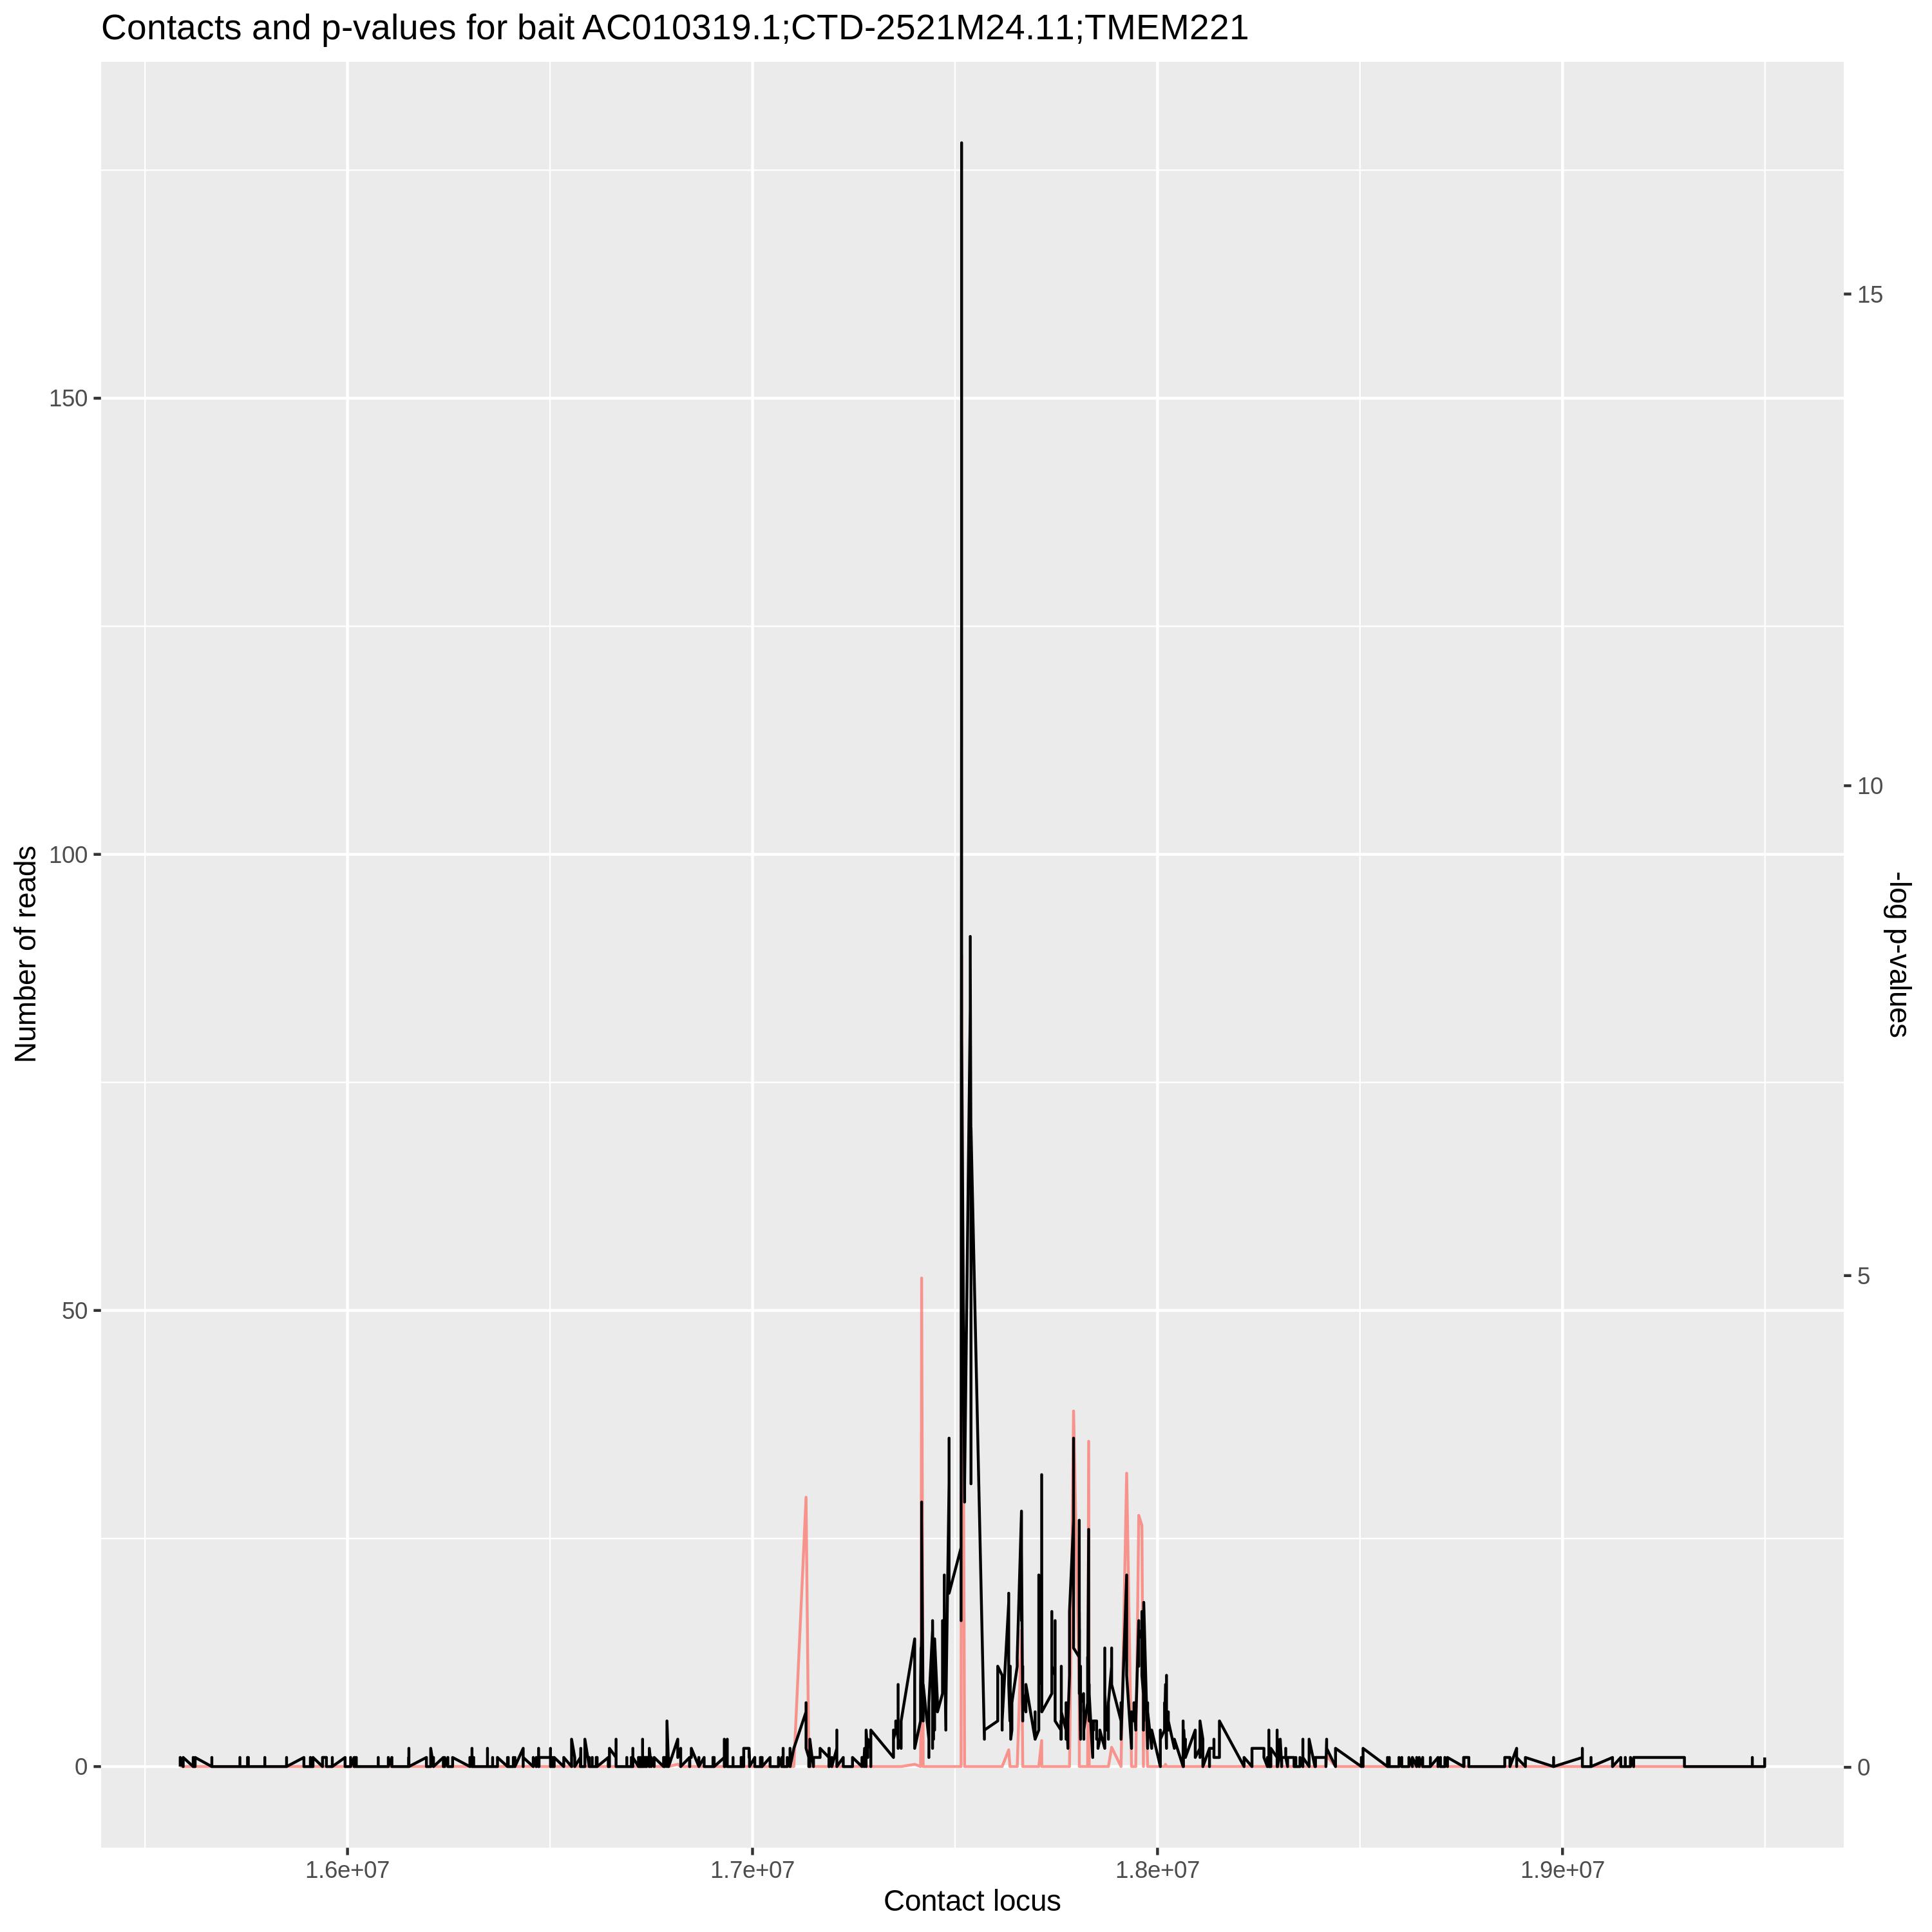 Contacts and p-values for bait AC010319.1;CTD-2521M24.11;TMEM221
Number of reads
150
100
50
0
15
10
5
0
-log p-values
1.6e+07
1.7e+07
1.8e+07
1.9e+07
Contact locus